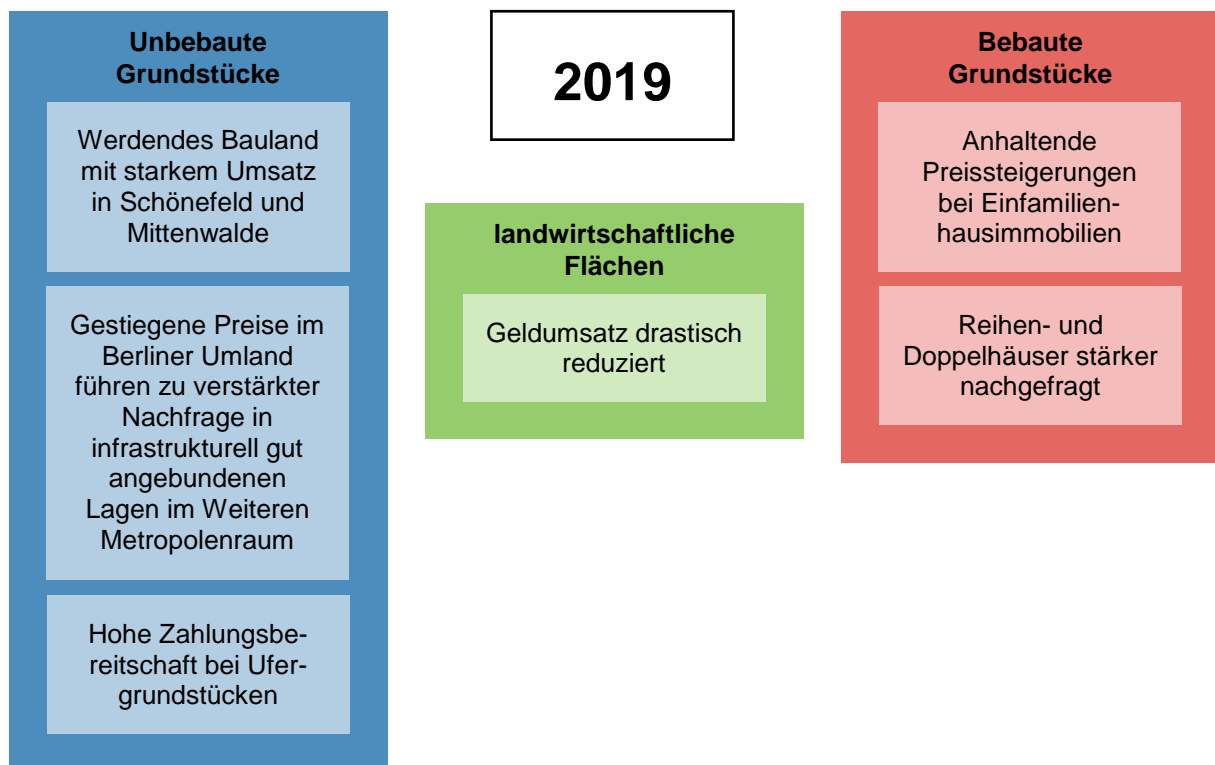 Unbebaute
Grundstücke
Werdendes Bauland
mit starkem Umsatz
in Schönefeld und
Mittenwalde
Gestiegene Preise im
Berliner Umland
führen zu verstärkter
Nachfrage in
infrastrukturell gut
angebundenen
Lagen im Weiteren
Metropolenraum
Hohe Zahlungsbe-
reitschaft bei Ufer-
grundstücken
2019
landwirtschaftliche
Flächen
Geldumsatz drastisch
reduziert
Bebaute
Grundstücke
Anhaltende
Preissteigerungen
bei Einfamilien-
hausimmobilien
Reihen- und
Doppelhäuser stärker
nachgefragt